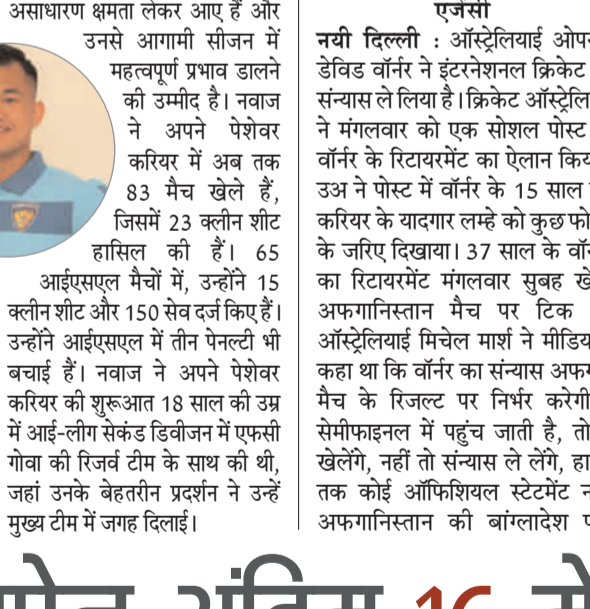 असाधारण क्षमता लेकर आए हैं और
उनसे आगामी सीजन में
महत्वपूर्ण प्रभाव डालने
की उम्मीद है। नवाज
ने अपने पेशेवर
करियर में अब तक
83 मैच खेले हैं,
जिसमें 23 क्लीन शीट
हासिल की हैं। 65
आईएसएल मैचों में, उन्होंने 15
क्लीन शीट और 150 सेव दर्ज किए हैं।
उन्होंने आईएसएल में तीन पेनल्टी भी
बचाई हैं। नवाज ने अपने पेशेवर
करियर की शुरूआत 18 साल की उम्र
में आई-लीग सेकंड डिवीजन में एफसी
गोवा की रिजर्व टीम के साथ की थी,
जहां उनके बेहतरीन प्रदर्शन ने उन्हें
मुख्य टीम में जगह दिलाई।
एजेंसी
नयी दिल्ली : ऑस्ट्रेलियाई
डेविड वॉर्नर ने इंटरनेशनल क्रिकेट
संन्यास ले लिया है। क्रिकेट
ने मंगलवार को एक सोशल पोस्ट
वॉर्नर के रिटायरमेंट का ऐलान
उअ ने पोस्ट में वॉर्नर के 15 साल
करियर के यादगार लम्हे को कुछ
के जरिए दिखाया। 37 साल के
का रिटायरमेंट मंगलवार सुबह
अफगानिस्तान मैच पर टिक
ऑस्ट्रेलियाई मिचेल मार्श ने
कहा था कि वॉर्नर का संन्यास
मैच के रिजल्ट पर निर्भर करेगी
सेमीफाइनल में पहुंच जाती है, तो
खेलेंगे, नहीं तो संन्यास ले लेंगे,
तक कोई ऑफिशियल स्टेटमेंट
अफगानिस्तान की बांग्लादेश
16